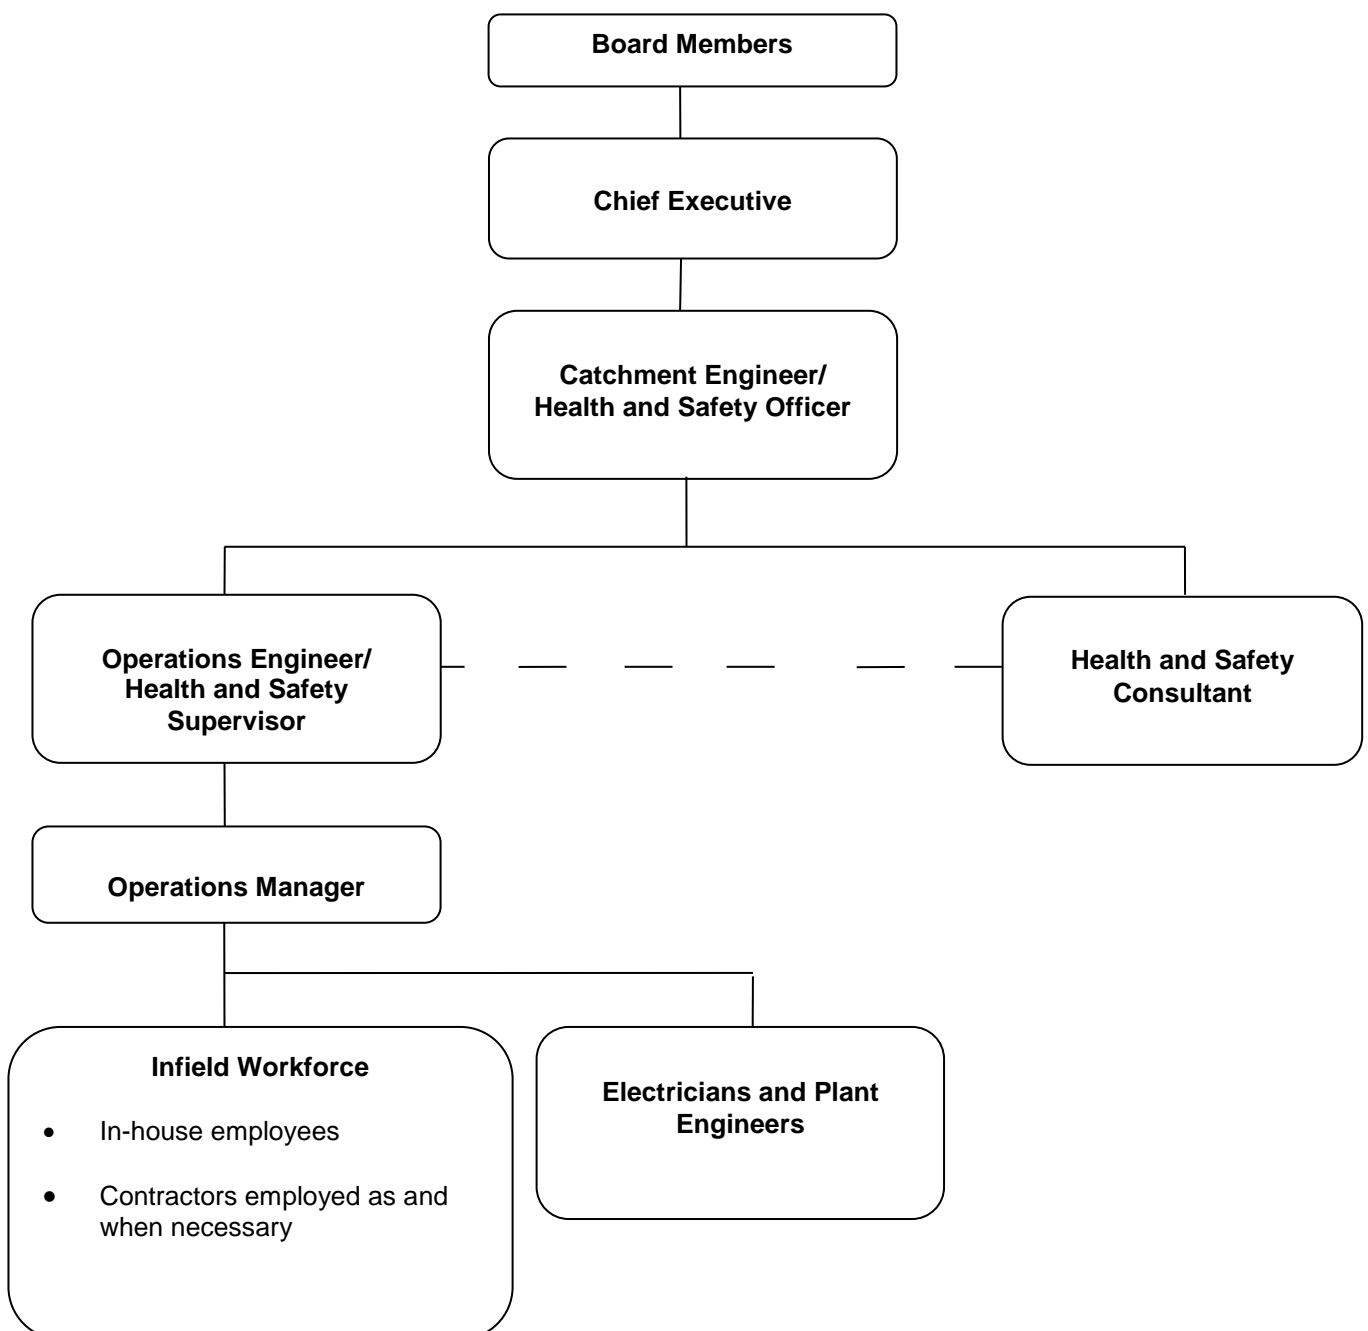 Board Members
Chief Executive
Catchment Engineer/
Health and Safety Officer
Operations Engineer/
Health and Safety
Supervisor
Health and Safety
Consultant
Operations Manager
Infield Workforce
• In-house employees
• Contractors employed as and
when necessary
Electricians and Plant
Engineers